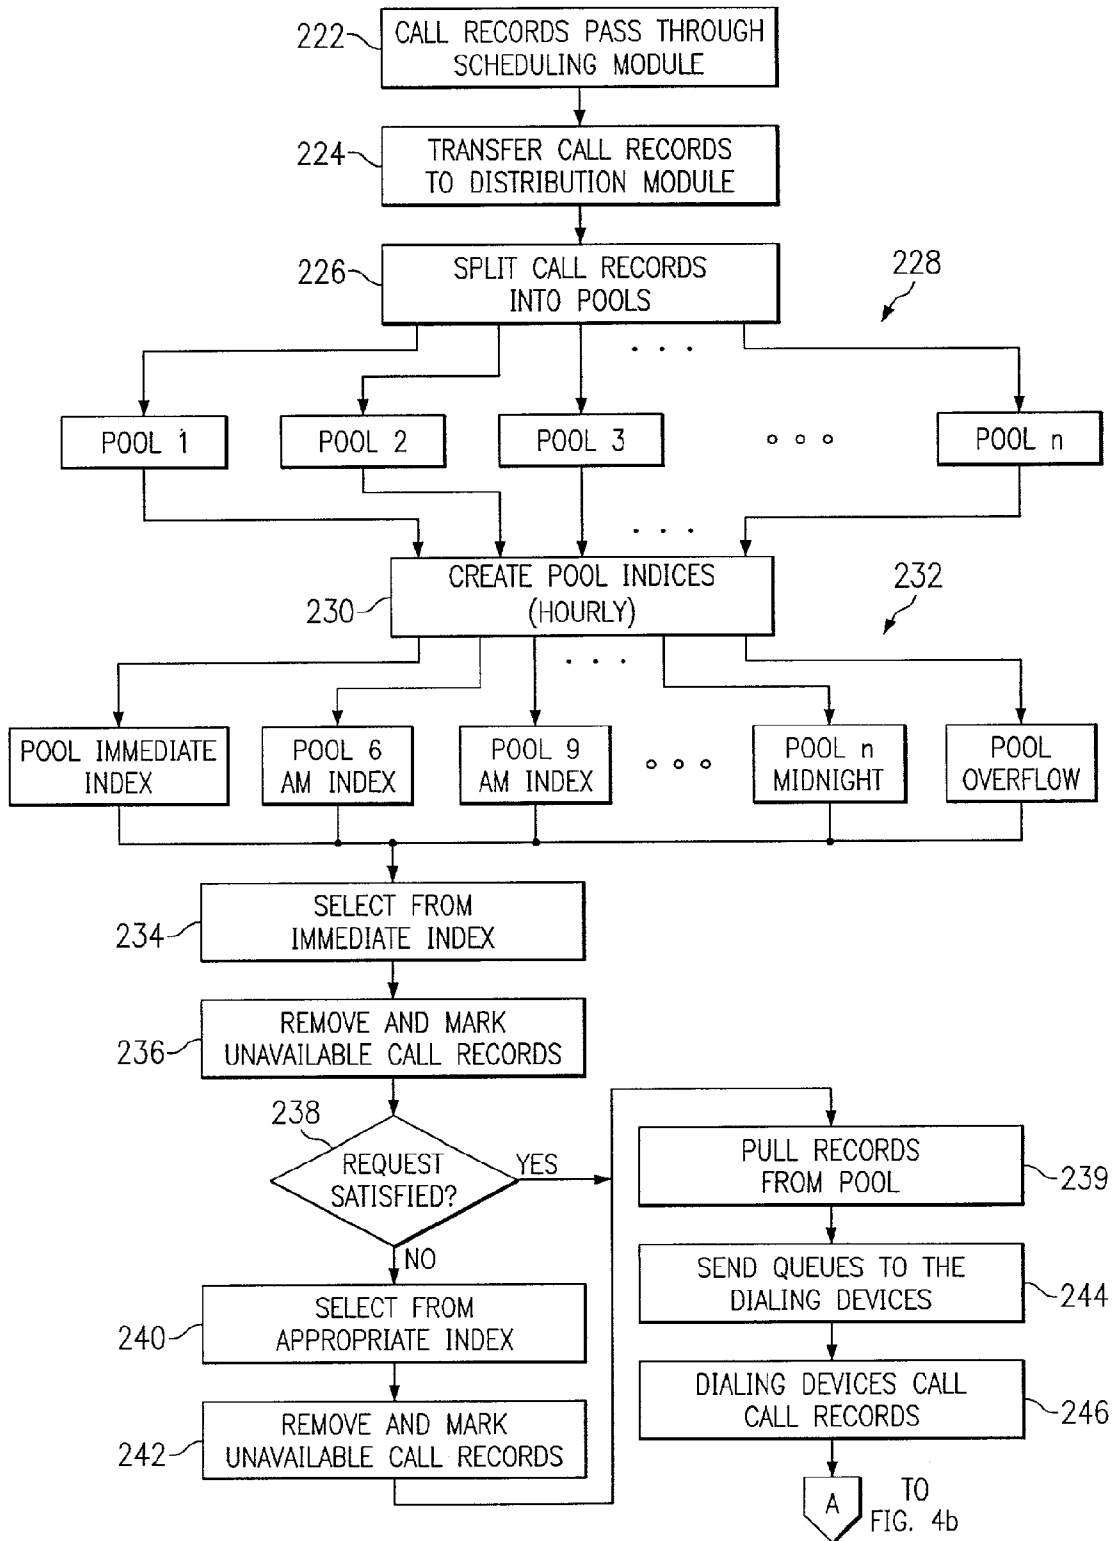 222
CALL RECORDS PASS THROUGH
SCHEDULING MODULE
224
TRANSFER CALL RECORDS
TO DISTRIBUTION MODULE
226
SPLIT CALL RECORDS
INTO POOLS
228
POOL 1
POOL 2
POOL 3
POOL n
230
CREATE POOL INDICES
(HOURLY)
232
POOL IMMEDIATE
INDEX
POOL 6
AM INDEX
POOL 9
AM INDEX
POOL n
MIDNIGHT
POOL
OVERFLOW
234
SELECT FROM
IMMEDIATE INDEX
236
REMOVE AND MARK
UNAVAILABLE CALL RECORDS
238
REQUEST
SATISFIED?
YES
NO
240
SELECT FROM
APPROPRIATE INDEX
242
REMOVE AND MARK
UNAVAILABLE CALL RECORDS
PULL RECORDS
FROM POOL
239
SEND QUEUES TO THE
DIALING DEVICES
244
DIALING DEVICES CALL
CALL RECORDS
246
A
TO
FIG. 4b